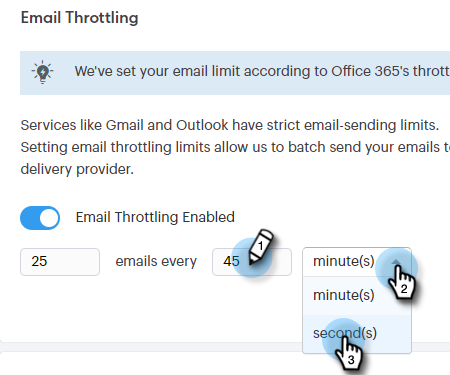 Email Throttling
We've set your email limit according to Office 365's thrott
Services like Gmail and Outlook have strict email-sending limits.
Setting email throttling limits allow us to batch send your emails t
delivery provider.
Email Throttling Enabled
25 emails every 45 minute(s)
1
2
minute(s)
second(s)
3